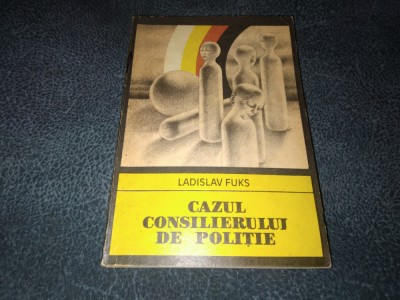 LADISLAV FUKS
CAZUL
CONSILIERULUI
DE POLIȚIE